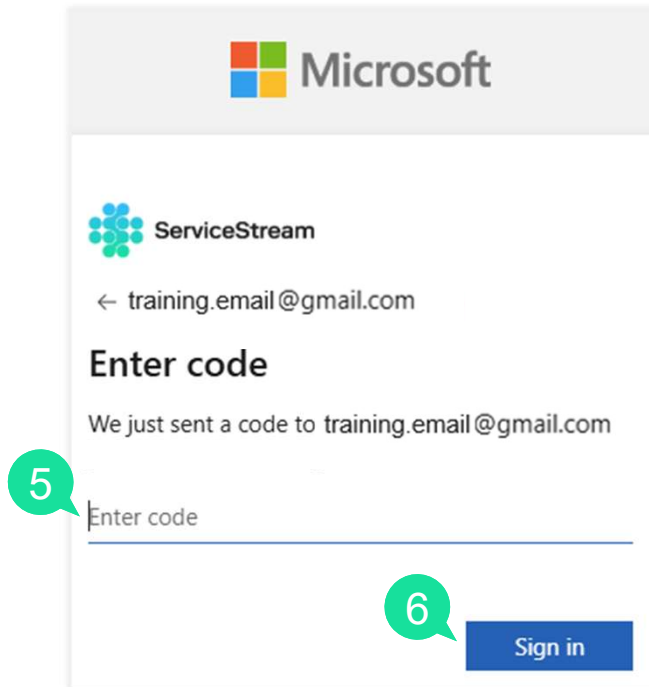 Microsoft
ServiceStream
← training.email@gmail.com
Enter code
We just sent a code to training.email@gmail.com
5
Enter code
6
Sign in